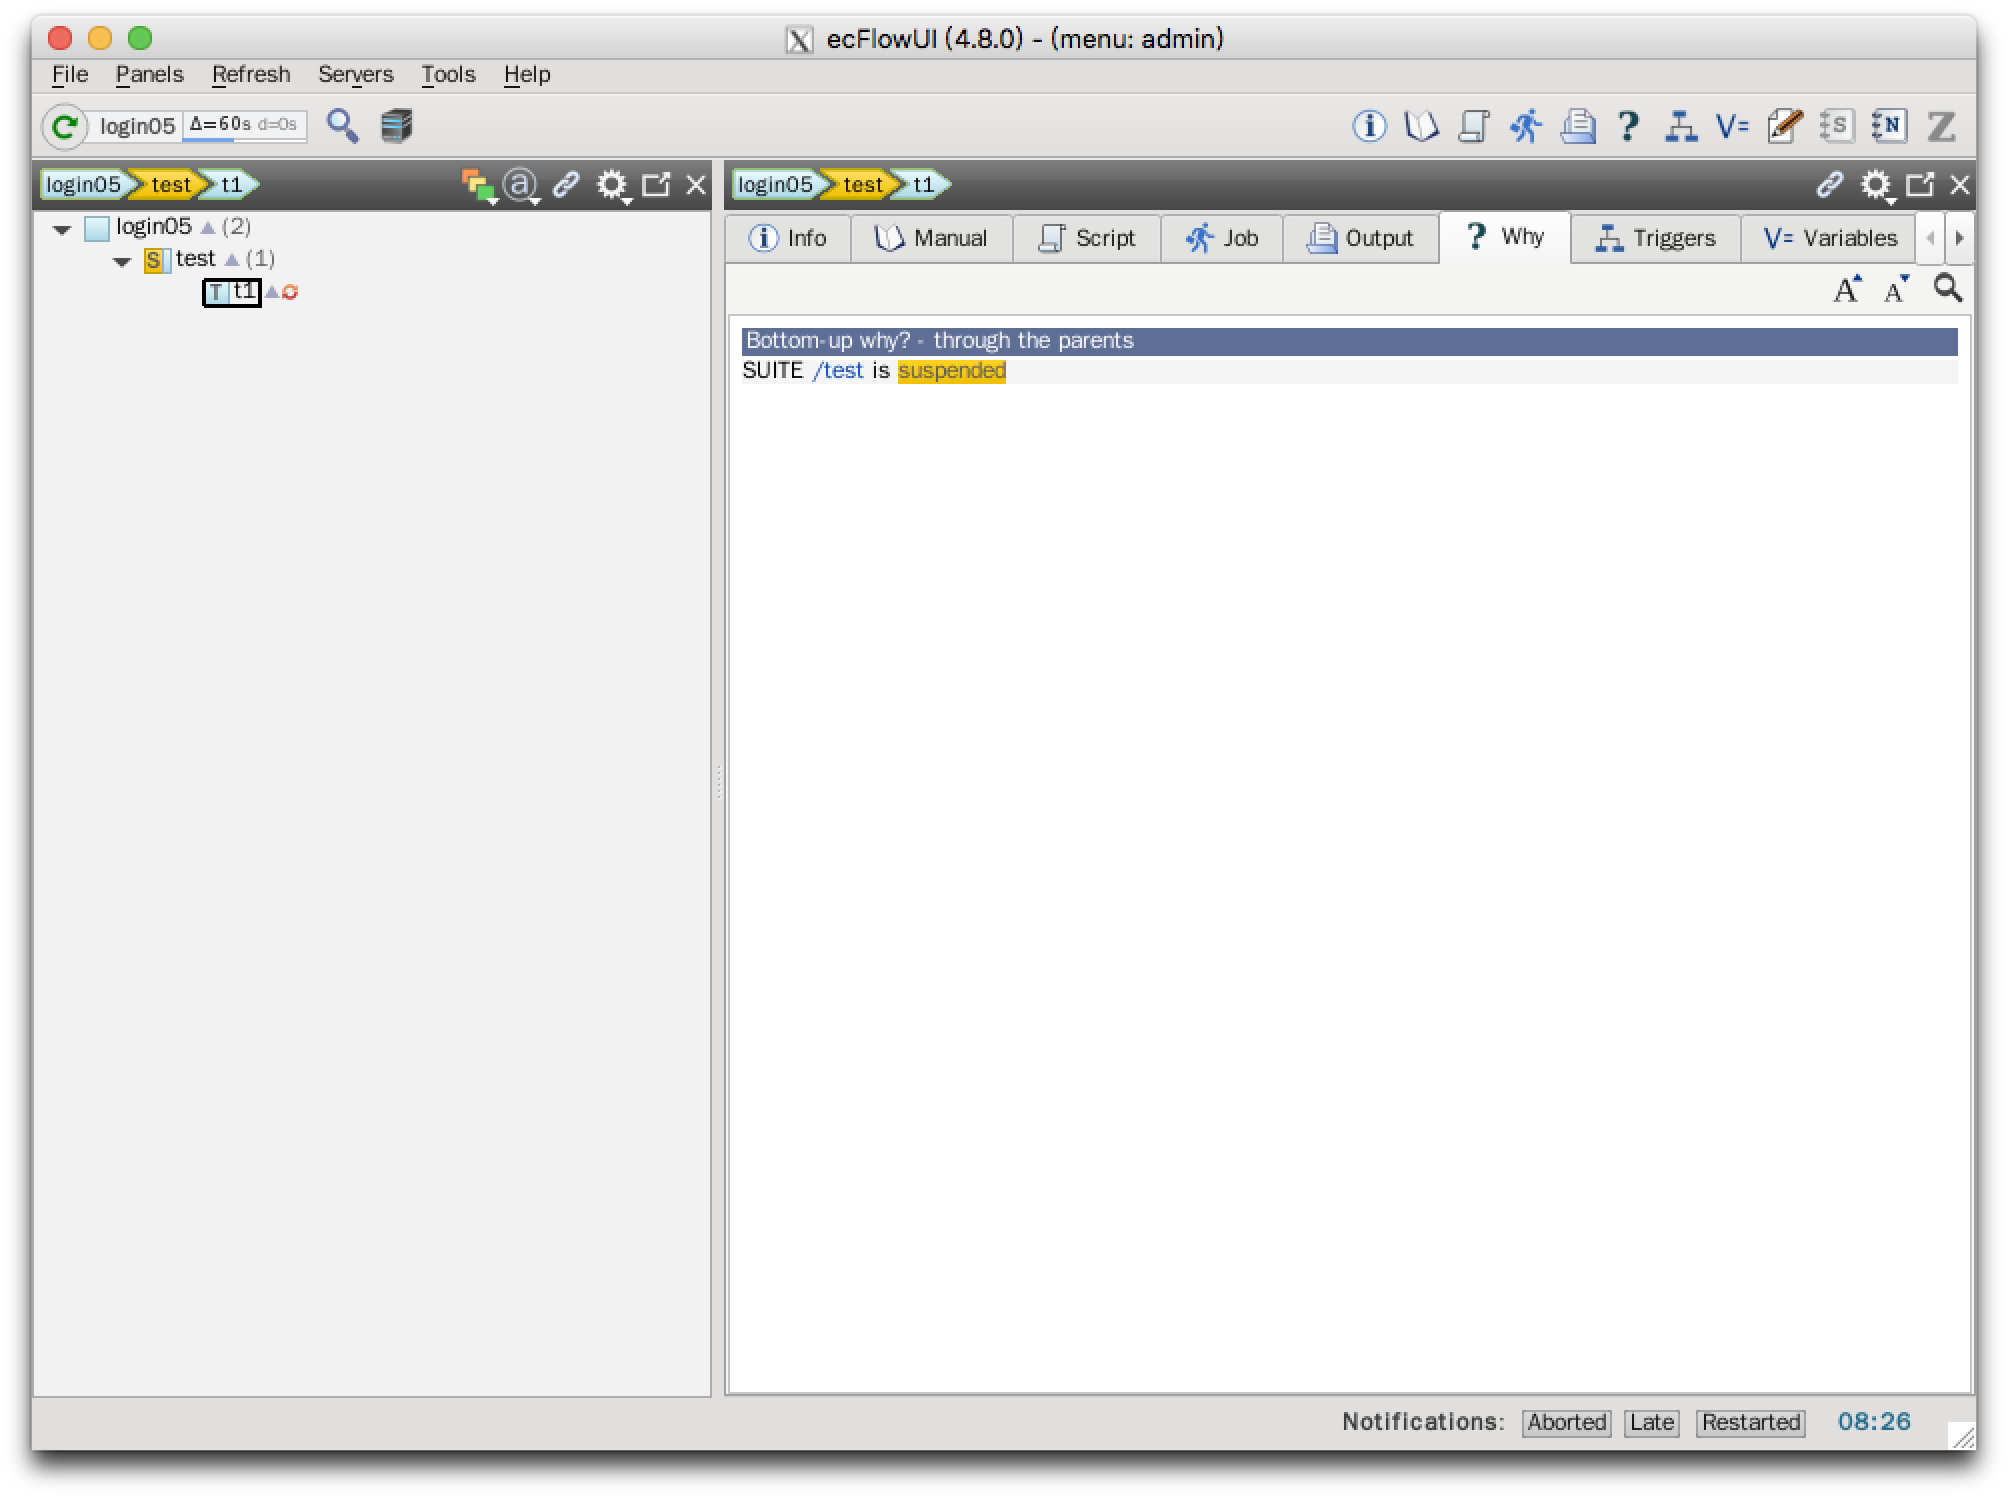 ecFlowUI (4.8.0) - (menu: admin)
File Panels Refresh Servers Tools Help
login05 Δ=60s d=0s
V=
S N Z
login05 test t1
a
login05 test t1
login05 (2)
S test (1)
T t1
Info Manual Script Job Output ? Why Triggers V= Variables
A A
Bottom-up why? - through the parents
SUITE /test is suspended
Notifications: Aborted Late Restarted 08:26